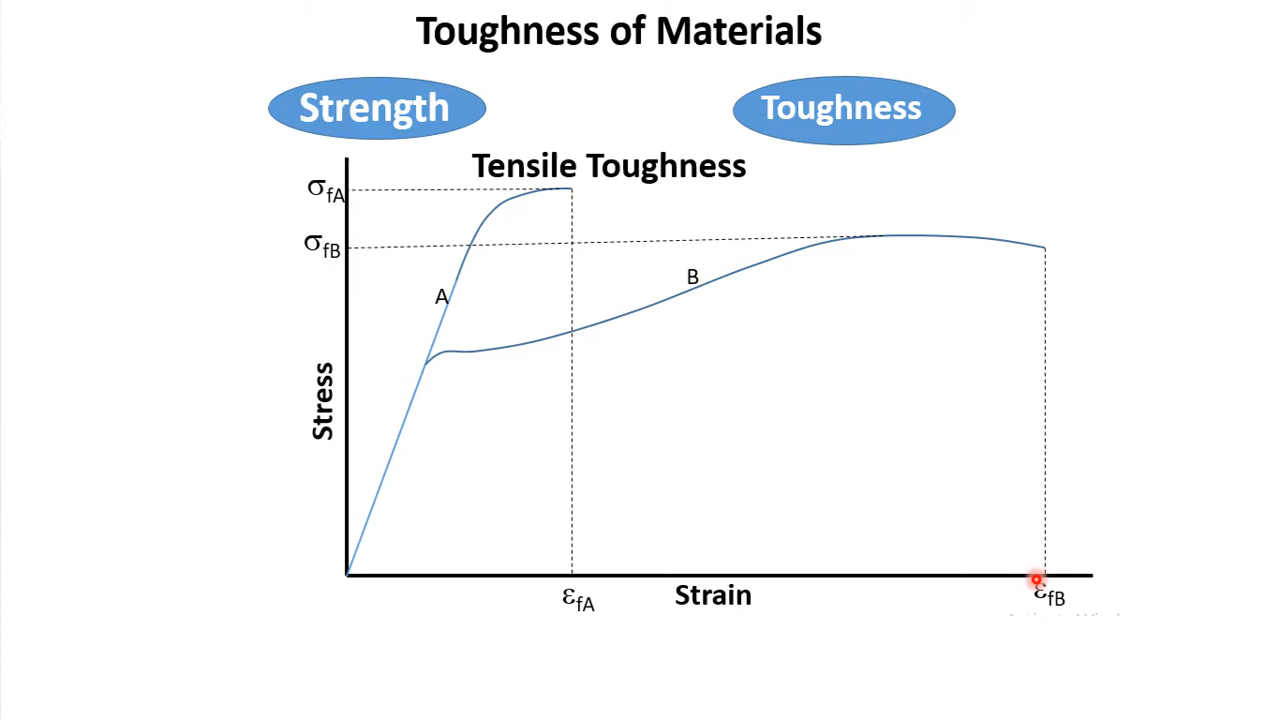 Toughness of Materials
Strength
Toughness
Tensile Toughness
σfA
σfB
A
B
Stress
Strain
εfA
εfB